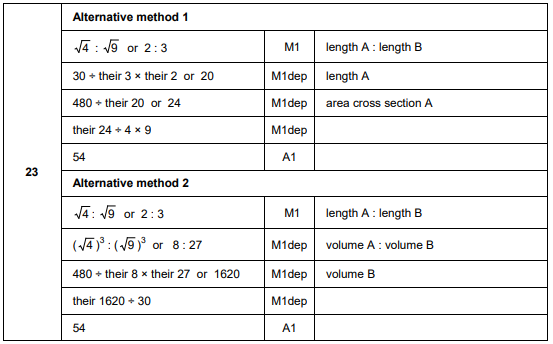 Alternative method 1
√4 : √9 or 2 : 3 M1 length A : length B
30 ÷ their 3 × their 2 or 20 M1dep length A
480 ÷ their 20 or 24 M1dep area cross section A
their 24 ÷ 4 × 9 M1dep
54 A1
23
Alternative method 2
√4 : √9 or 2 : 3 M1 length A : length B
(√4)³ : (√9)³ or 8 : 27 M1dep volume A : volume B
480 ÷ their 8 × their 27 or 1620 M1dep volume B
their 1620 ÷ 30 M1dep
54 A1